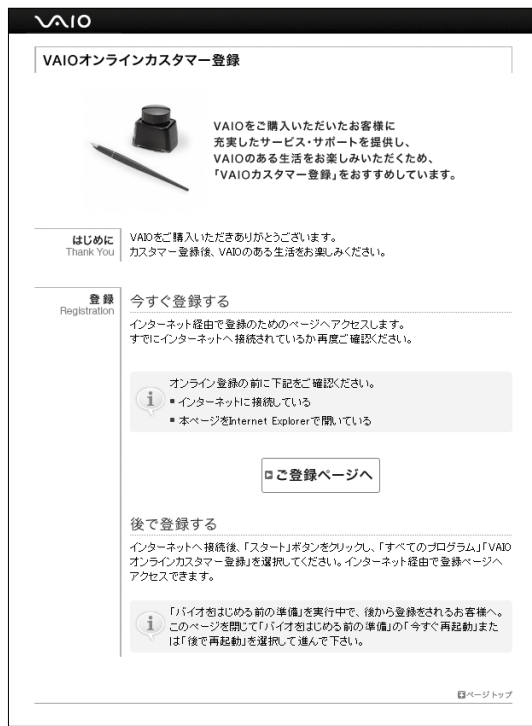 VAIO
VAIOオンラインカスタマー登録
VAIOをご購入いただいたお客様に
充実したサービス・サポートを提供し、
VAIOのある生活をお楽しみいただくため、
「VAIOカスタマー登録」をおすすめしています。
はじめに
Thank You
VAIOをご購入いただきありがとうございます。
カスタマー登録後、VAIOのある生活をお楽しみください。
登録
Registration
今すぐ登録する
インターネット経由で登録のためのページへアクセスします。
すでにインターネットへ接続されているか再度ご確認ください。
オンライン登録の前に下記をご確認ください。
■ インターネットに接続している
■ 本ページをInternet Explorerで開いている
ご登録ページへ
後で登録する
インターネットへ接続後、「スタート」ボタンをクリックし、「すべてのプログラム」「VAIO
オンラインカスタマー登録」を選択してください。インターネット経由で登録ページへ
アクセスできます。
「バイオをはじめる前の準備」を実行中で、後から登録をされるお客様へ。
このページを閉じて「バイオをはじめる前の準備」の「今すぐ再起動」また
は「後で再起動」を選択して進んで下さい。
ページトップ